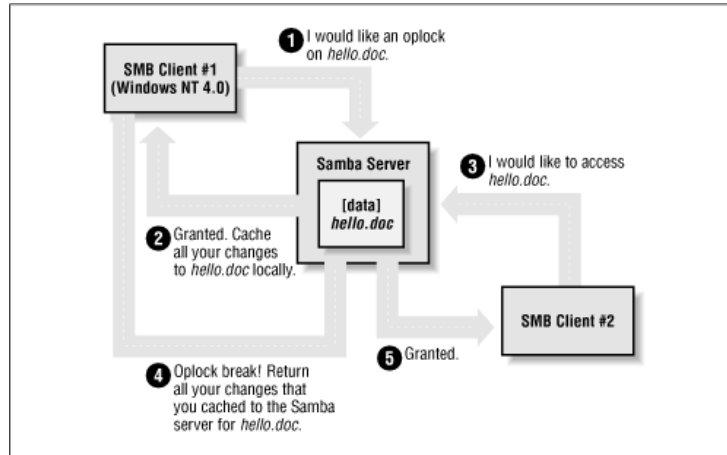 1 I would like an oplock
on hello.doc.
SMB Client #1
(Windows NT 4.0)
Samba Server
[data]
hello.doc
2 Granted. Cache
all your changes
to hello.doc locally.
3 I would like to access
hello.doc.
SMB Client #2
4 Oplock break! Return
all your changes that
you cached to the Samba
server for hello.doc.
5 Granted.